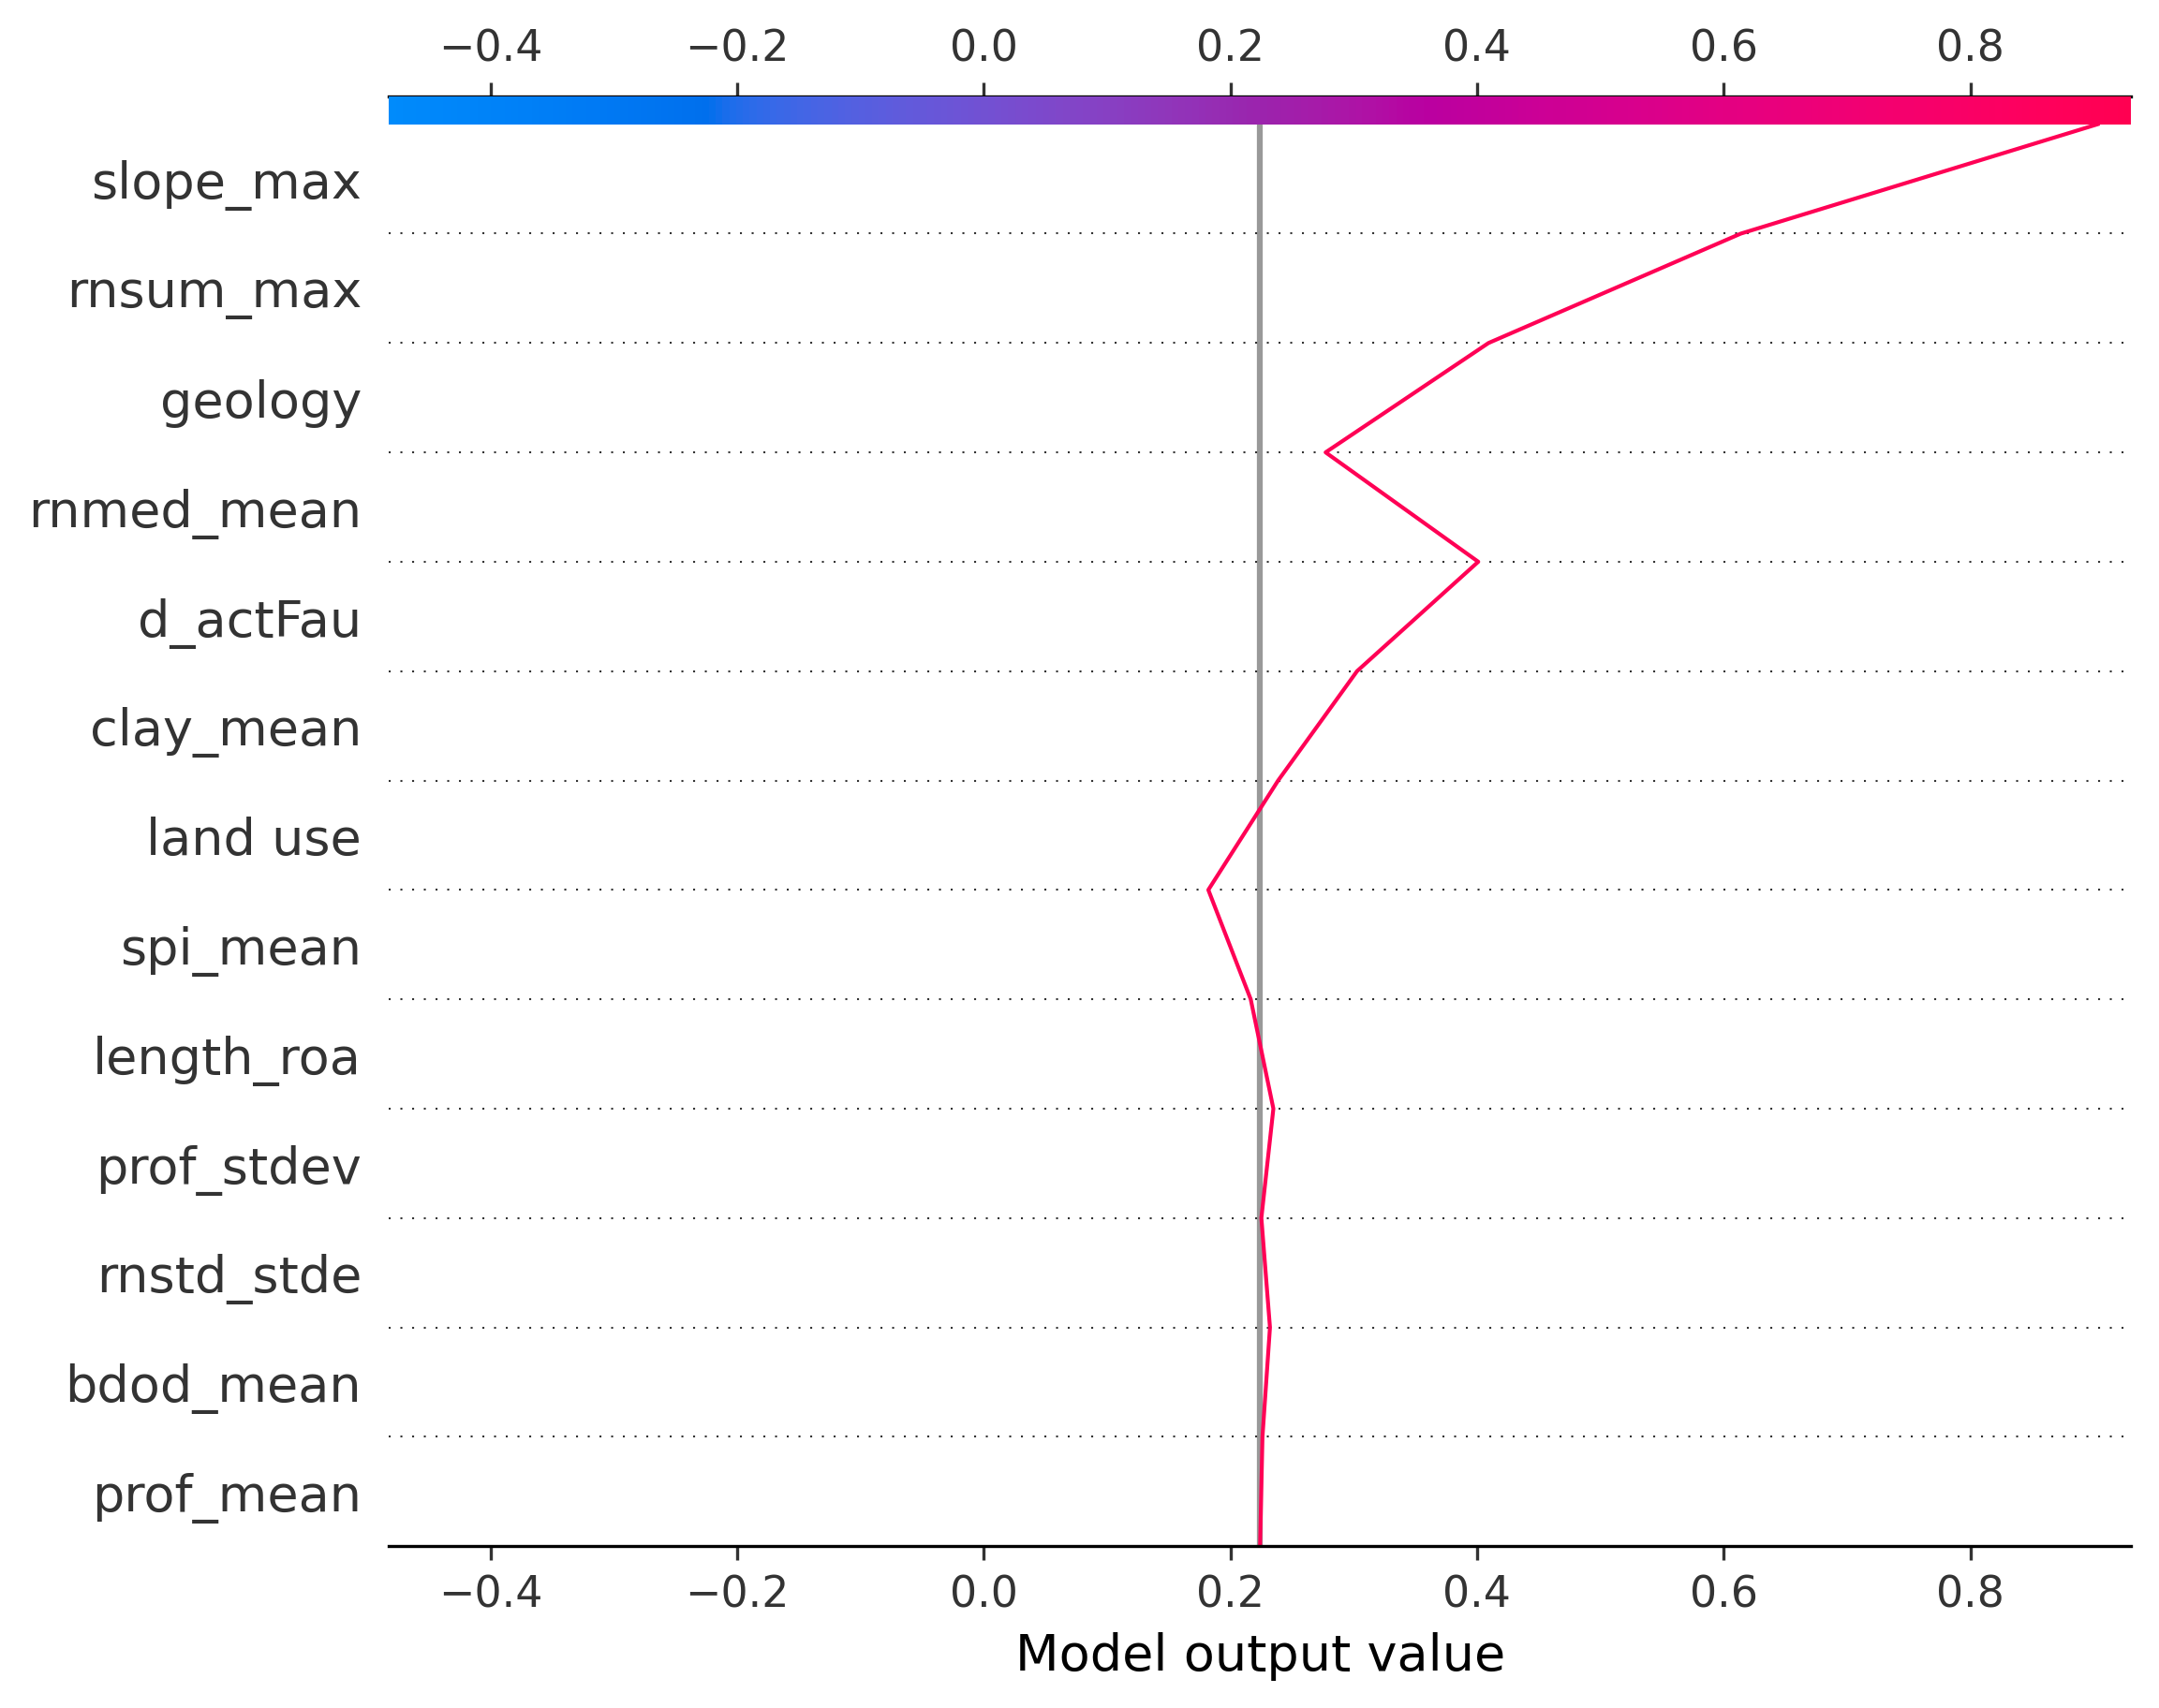 −0.4 −0.2 0.0 0.2 0.4 0.6 0.8
slope_max
rnsum_max
geology
rnmed_mean
d_actFau
clay_mean
land use
spi_mean
length_roa
prof_stdev
rnstd_stde
bdod_mean
prof_mean
−0.4 −0.2 0.0 0.2 0.4 0.6 0.8
Model output value